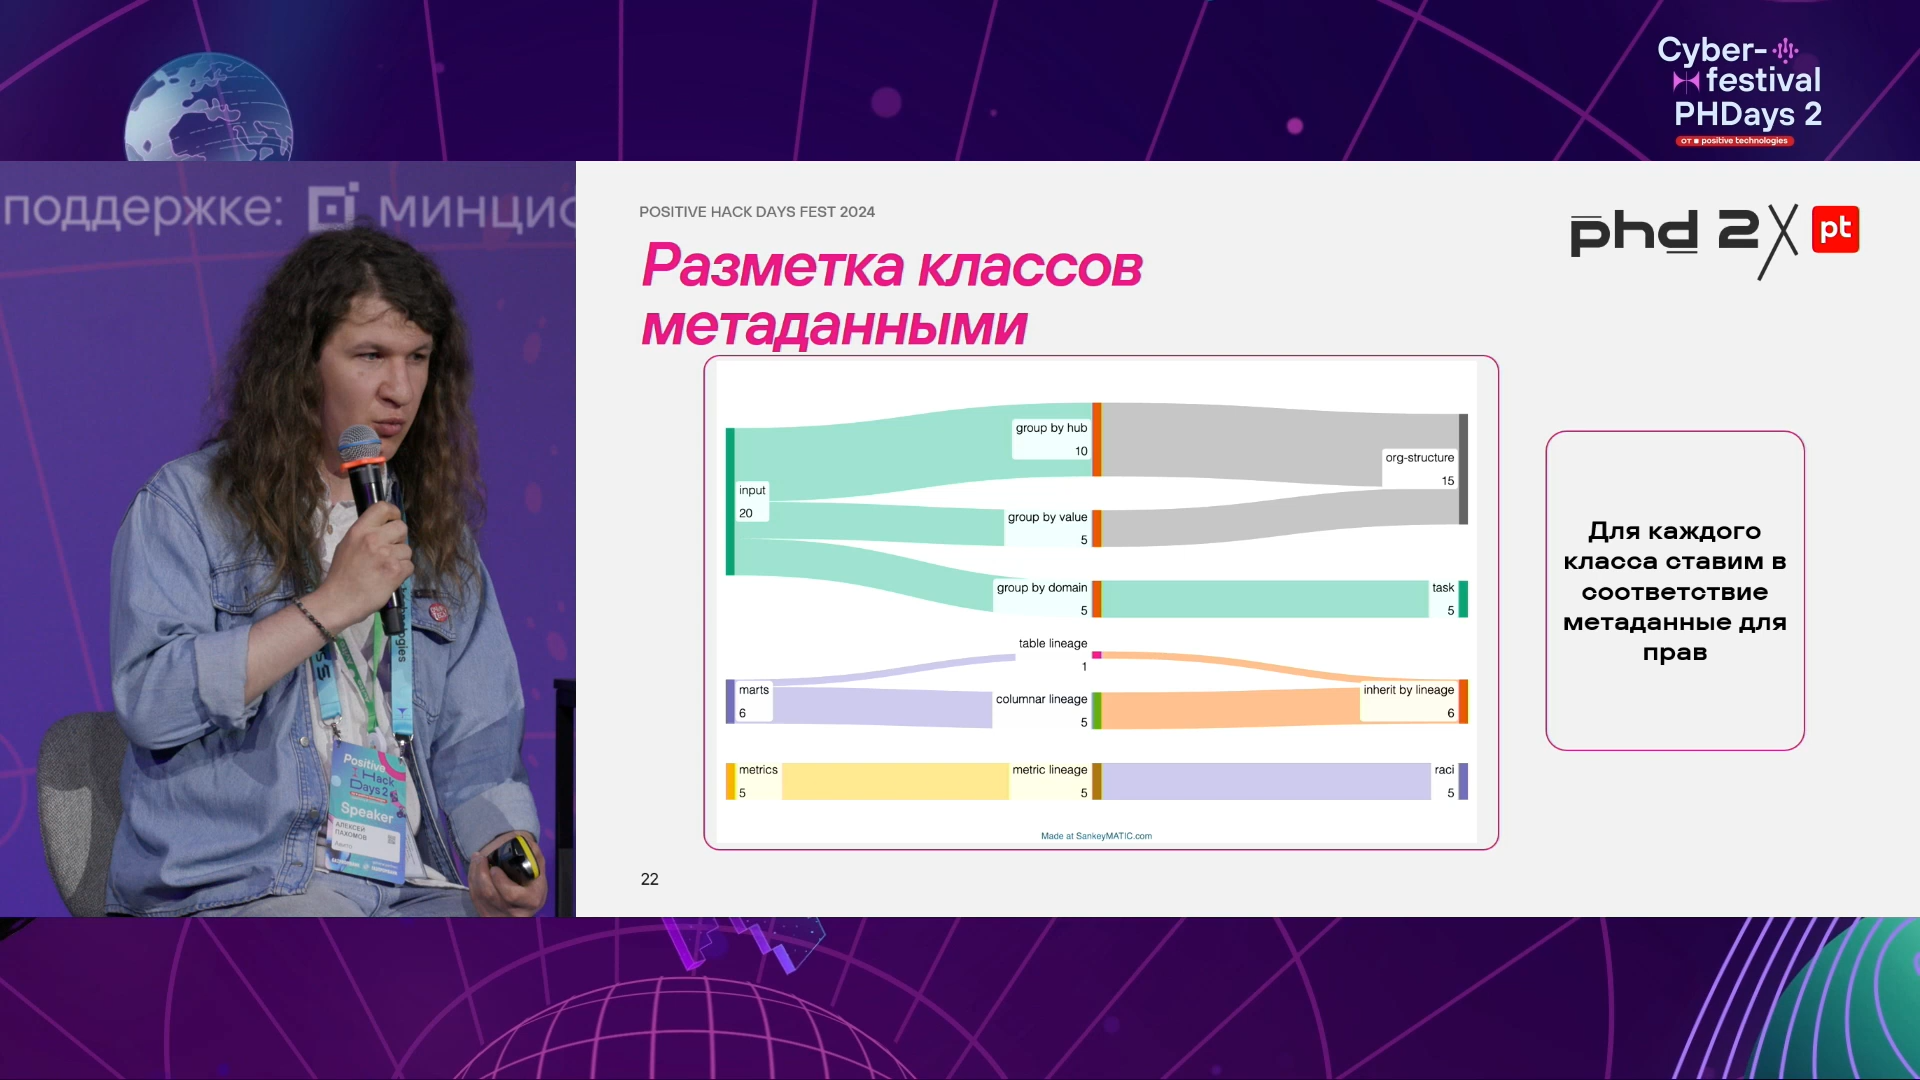 Cyber-
festival
PHDays 2
от positive technologies
поддержке:
МИНЦИФ
POSITIVE HACK DAYS FEST 2024
phd 2
pt
Разметка классов
метаданными
group by hub
10
org-structure
15
input
20
group by value
5
group by domain
5
task
5
table lineage
1
marts
6
columnar lineage
5
inherit by lineage
6
metrics
5
metric lineage
5
raci
5
Made at SankeyMATIC.com
Для каждого
класса ставим в
соответствие
метаданные для
прав
22
Positive
Hack
Days 2
Speaker
АЛЕКСЕЙ
ПАХОМОВ